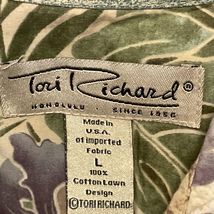 Tori Richard®
HONOLULU · SINCE 1956
Made in
U.S.A.
of imported
Fabric
L
100%
Cotton Lawn
Design
©TORI RICHARD